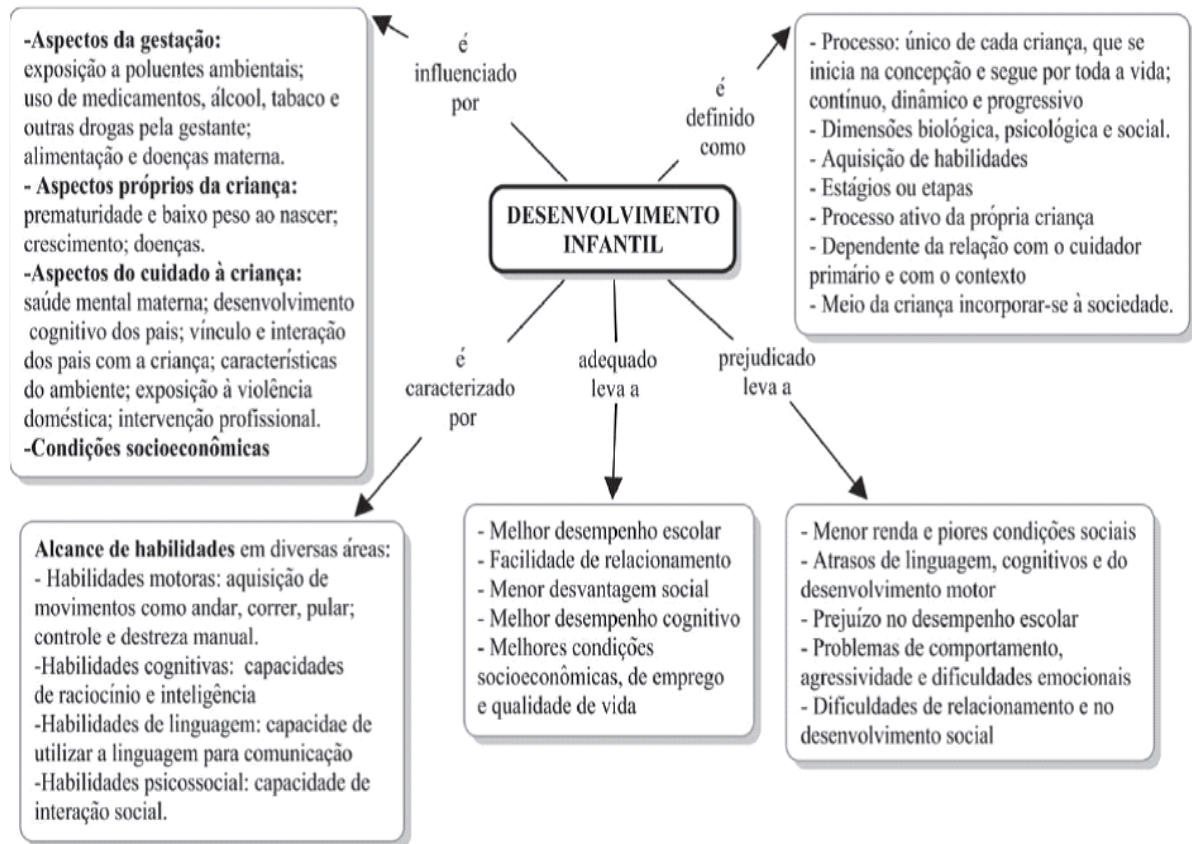 -Aspectos da gestação:
exposição a poluentes ambientais;
uso de medicamentos, álcool, tabaco e
outras drogas pela gestante;
alimentação e doenças materna.
- Aspectos próprios da criança:
prematuridade e baixo peso ao nascer;
crescimento; doenças.
-Aspectos do cuidado à criança:
saúde mental materna; desenvolvimento
cognitivo dos pais; vínculo e interação
dos pais com a criança; características
do ambiente; exposição à violência
doméstica; intervenção profissional.
-Condições socioeconômicas
é
influenciado
por
é
definido
como
- Processo: único de cada criança, que se
inicia na concepção e segue por toda a vida;
contínuo, dinâmico e progressivo
- Dimensões biológica, psicológica e social.
- Aquisição de habilidades
- Estágios ou etapas
- Processo ativo da própria criança
- Dependente da relação com o cuidador
primário e com o contexto
- Meio da criança incorporar-se à sociedade.
DESENVOLVIMENTO
INFANTIL
é
caracterizado
por
adequado
leva a
prejudicado
leva a
Alcance de habilidades em diversas áreas:
- Habilidades motoras: aquisição de
movimentos como andar, correr, pular;
controle e destreza manual.
-Habilidades cognitivas: capacidades
de raciocínio e inteligência
-Habilidades de linguagem: capacidae de
utilizar a linguagem para comunicação
-Habilidades psicossocial: capacidade de
interação social.
- Melhor desempenho escolar
- Facilidade de relacionamento
- Menor desvantagem social
- Melhor desempenho cognitivo
- Melhores condições
socioeconômicas, de emprego
e qualidade de vida
- Menor renda e piores condições sociais
- Atrasos de linguagem, cognitivos e do
desenvolvimento motor
- Prejuízo no desempenho escolar
- Problemas de comportamento,
agressividade e dificuldades emocionais
- Dificuldades de relacionamento e no
desenvolvimento social